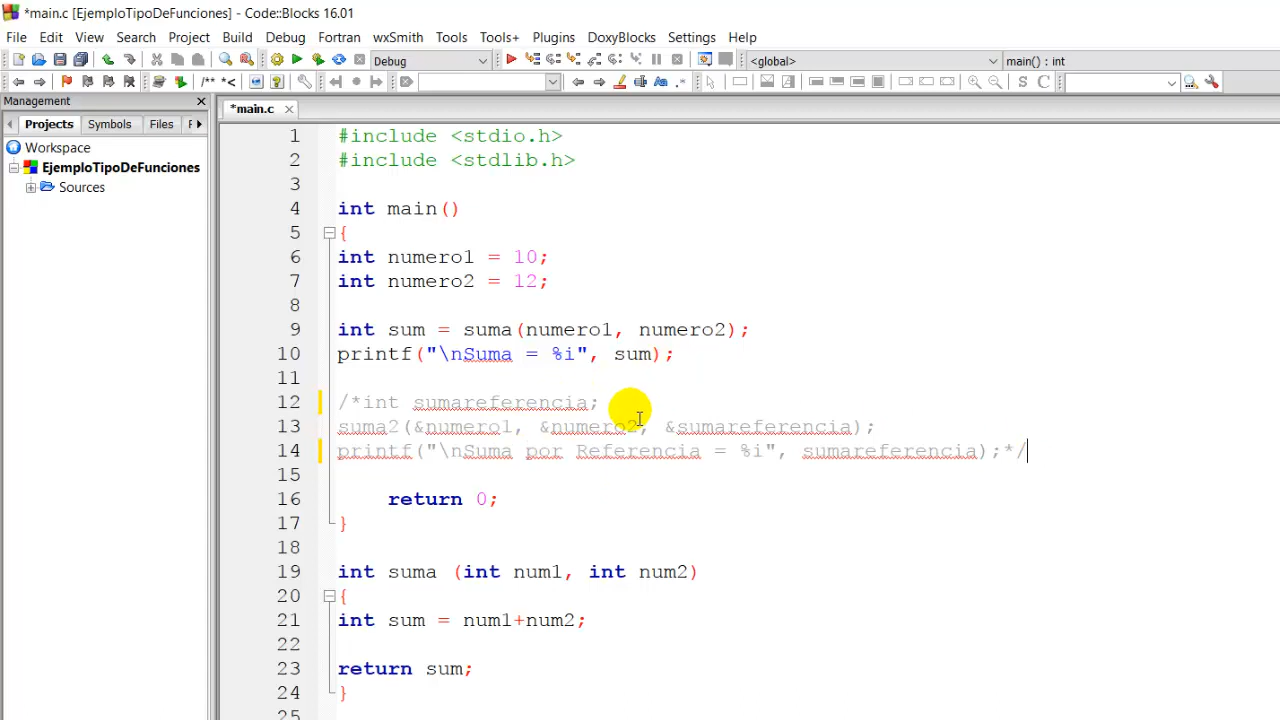 *main.c [EjemploTipoDeFunciones] - Code::Blocks 16.01
File Edit View Search Project Build Debug Fortran wxSmith Tools Tools+ Plugins DoxyBlocks Settings Help
Debug <global> main() : int
/** *<
S C
Management
*main.c
Projects Symbols Files F
Workspace
EjemploTipoDeFunciones
Sources
1 #include <stdio.h>
2 #include <stdlib.h>
3
4 int main()
5 {
6 int numero1 = 10;
7 int numero2 = 12;
8
9 int sum = suma(numero1, numero2);
10 printf("\nSuma = %i", sum);
11
12 /*int sumareferencia;
13 suma2(&numero1, &numero2, &sumareferencia);
14 printf("\nSuma por Referencia = %i", sumareferencia);*/
15
16 return 0;
17 }
18
19 int suma (int num1, int num2)
20 {
21 int sum = num1+num2;
22
23 return sum;
24 }
25